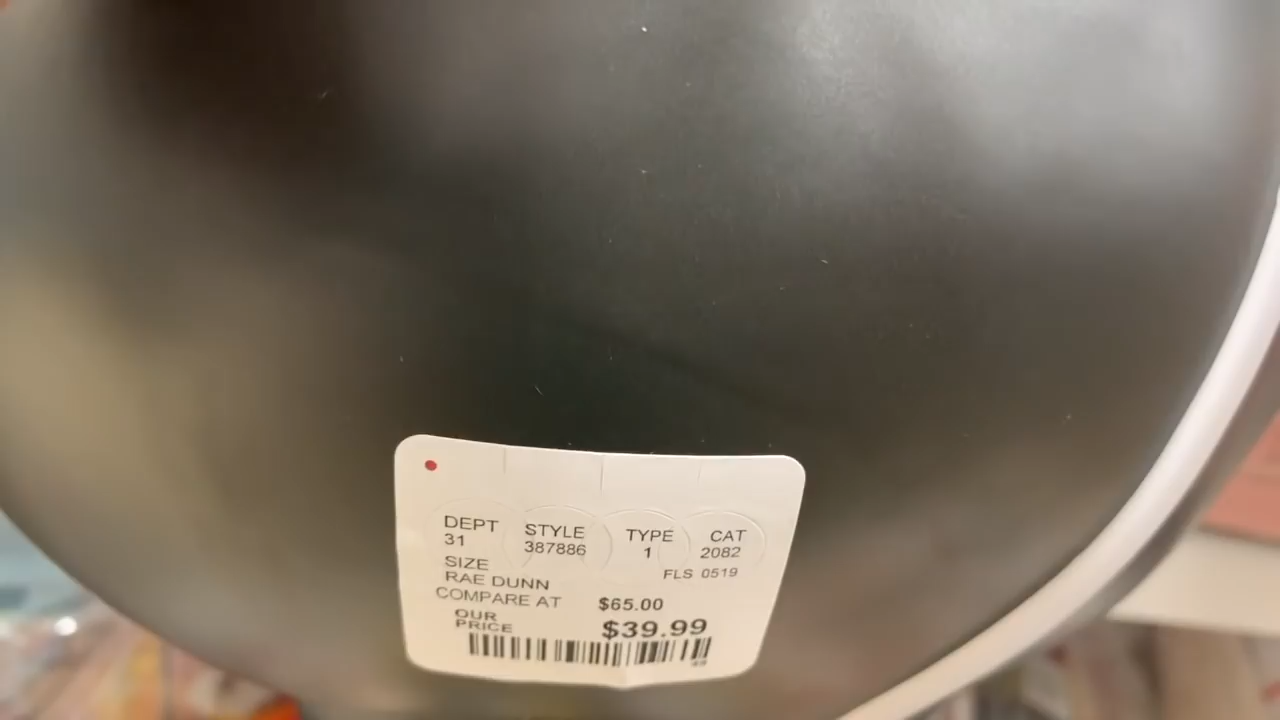 DEPT STYLE TYPE CAT
31 387886 1 2082
SIZE FLS 0519
RAE DUNN
COMPARE AT $65.00
OUR PRICE $39.99